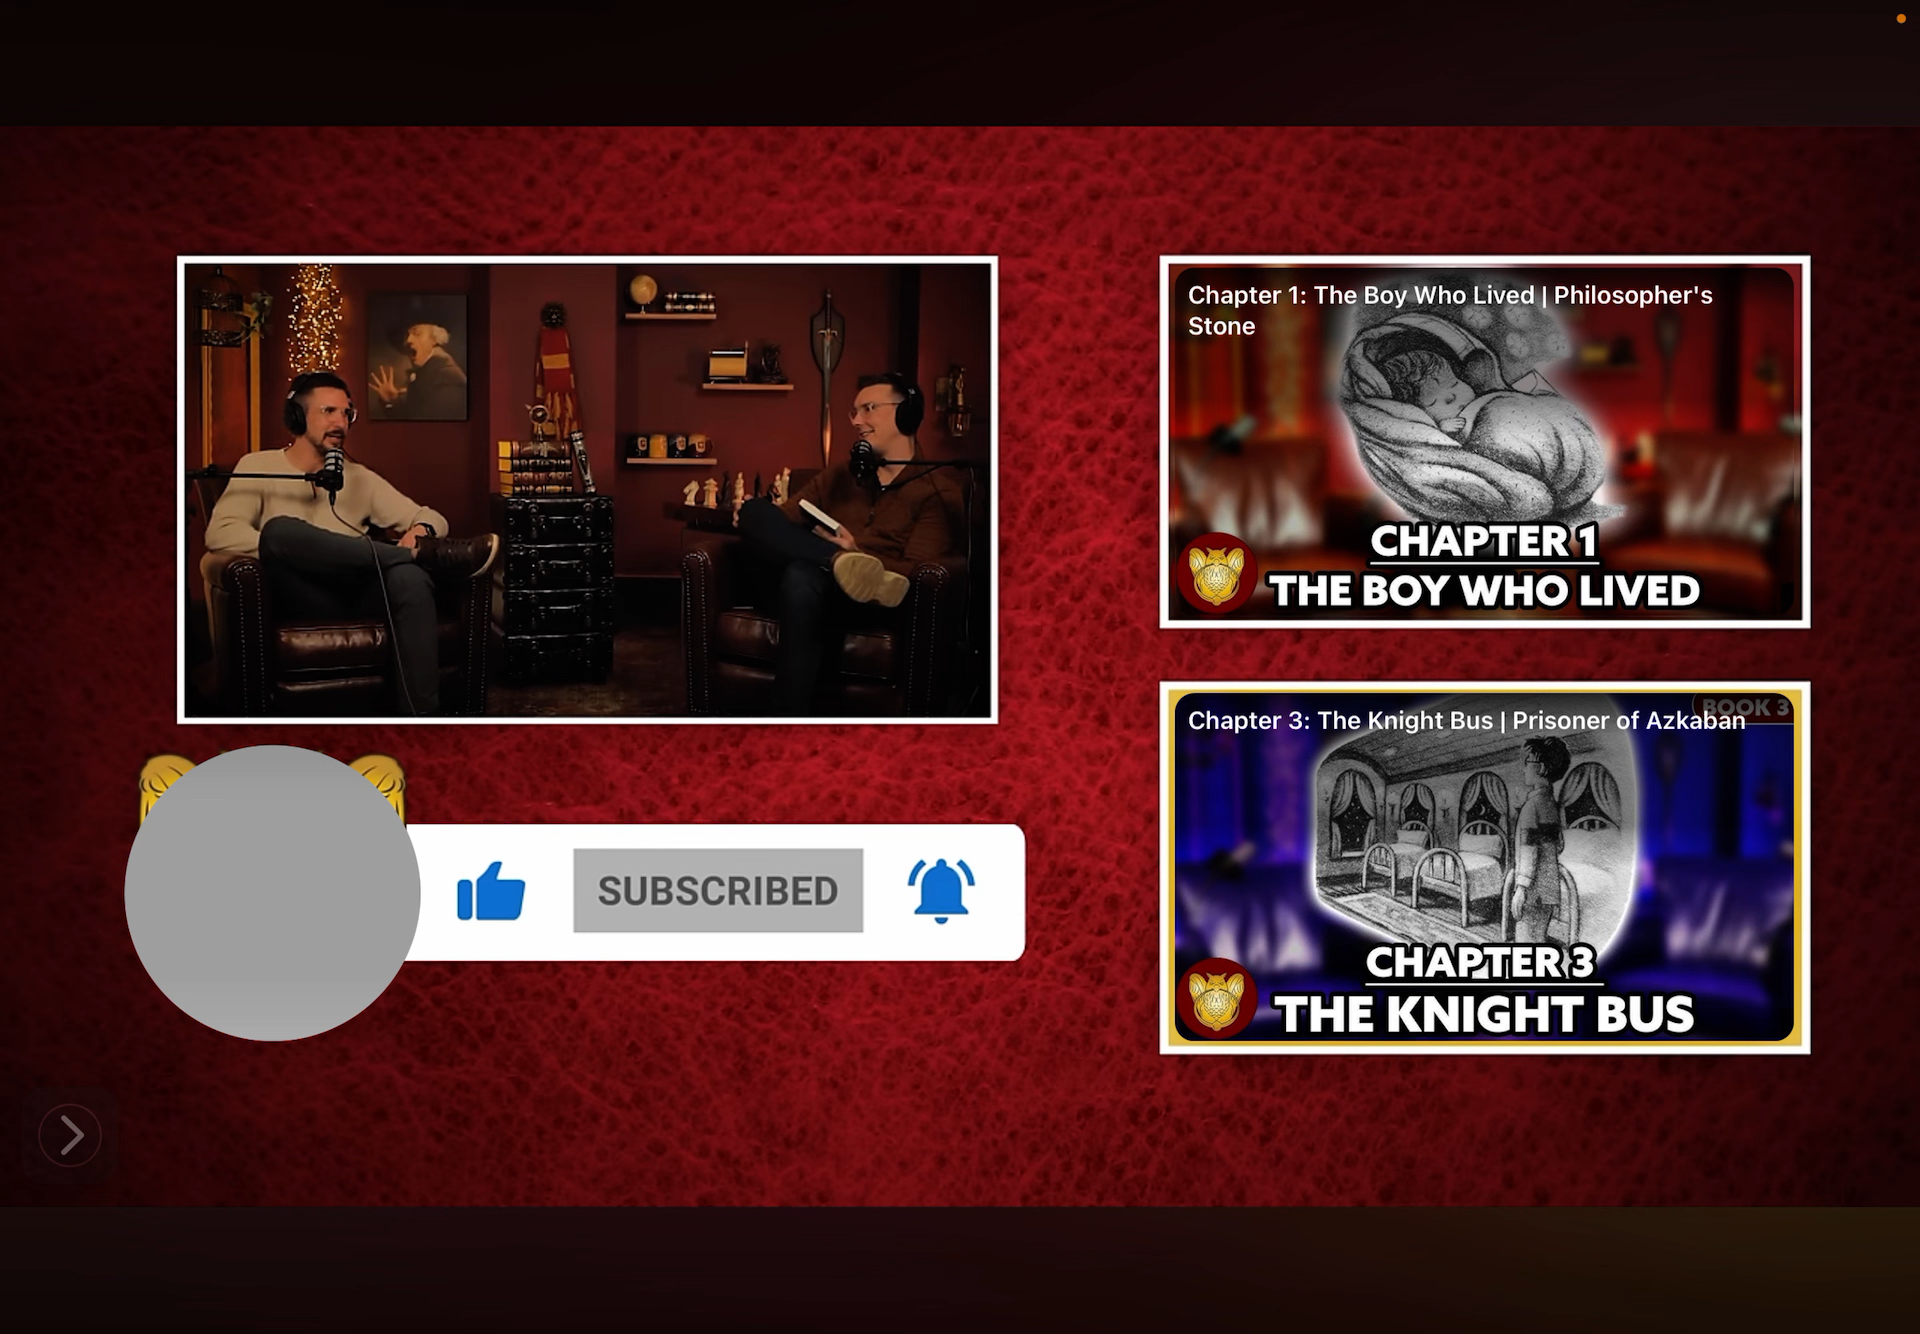 Chapter 1: The Boy Who Lived | Philosopher's
Stone
CHAPTER 1
THE BOY WHO LIVED
SUBSCRIBED
BOOK 3
Chapter 3: The Knight Bus | Prisoner of Azkaban
CHAPTER 3
THE KNIGHT BUS